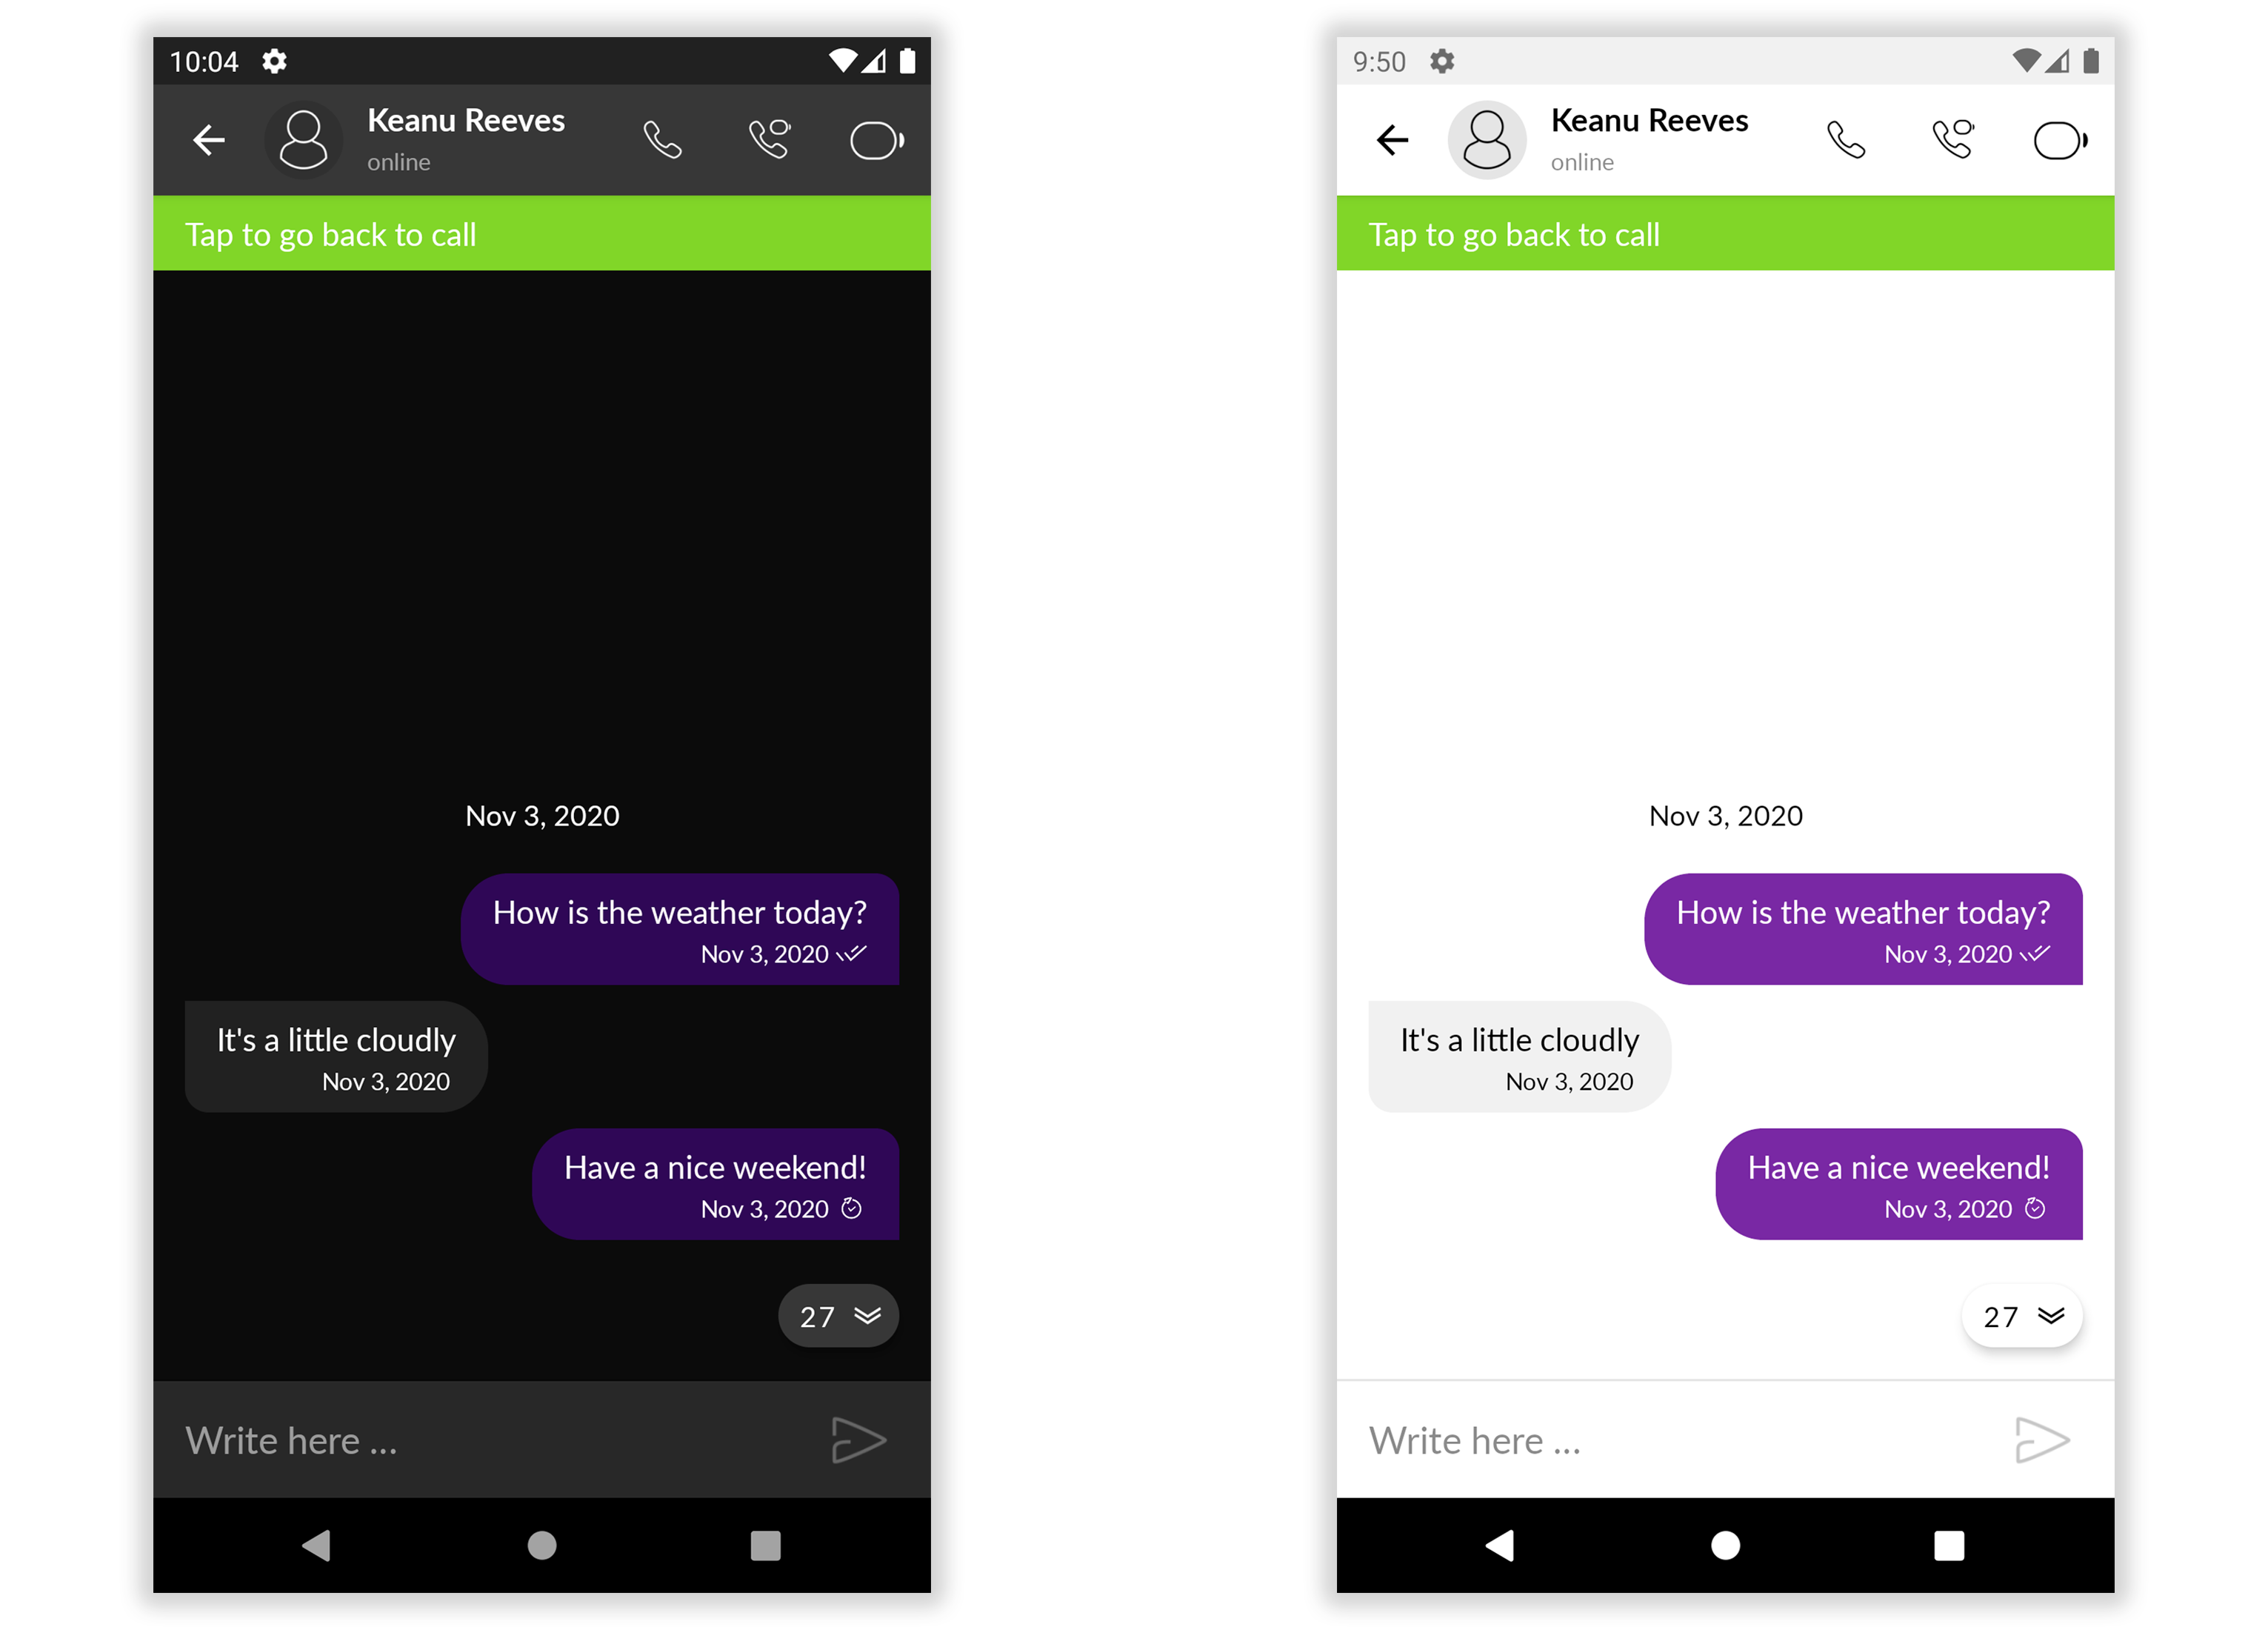 10:04
Keanu Reeves
online
Tap to go back to call
Nov 3, 2020
How is the weather today?
Nov 3, 2020
It's a little cloudly
Nov 3, 2020
Have a nice weekend!
Nov 3, 2020
27
Write here ...
9:50
Keanu Reeves
online
Tap to go back to call
Nov 3, 2020
How is the weather today?
Nov 3, 2020
It's a little cloudly
Nov 3, 2020
Have a nice weekend!
Nov 3, 2020
27
Write here ...